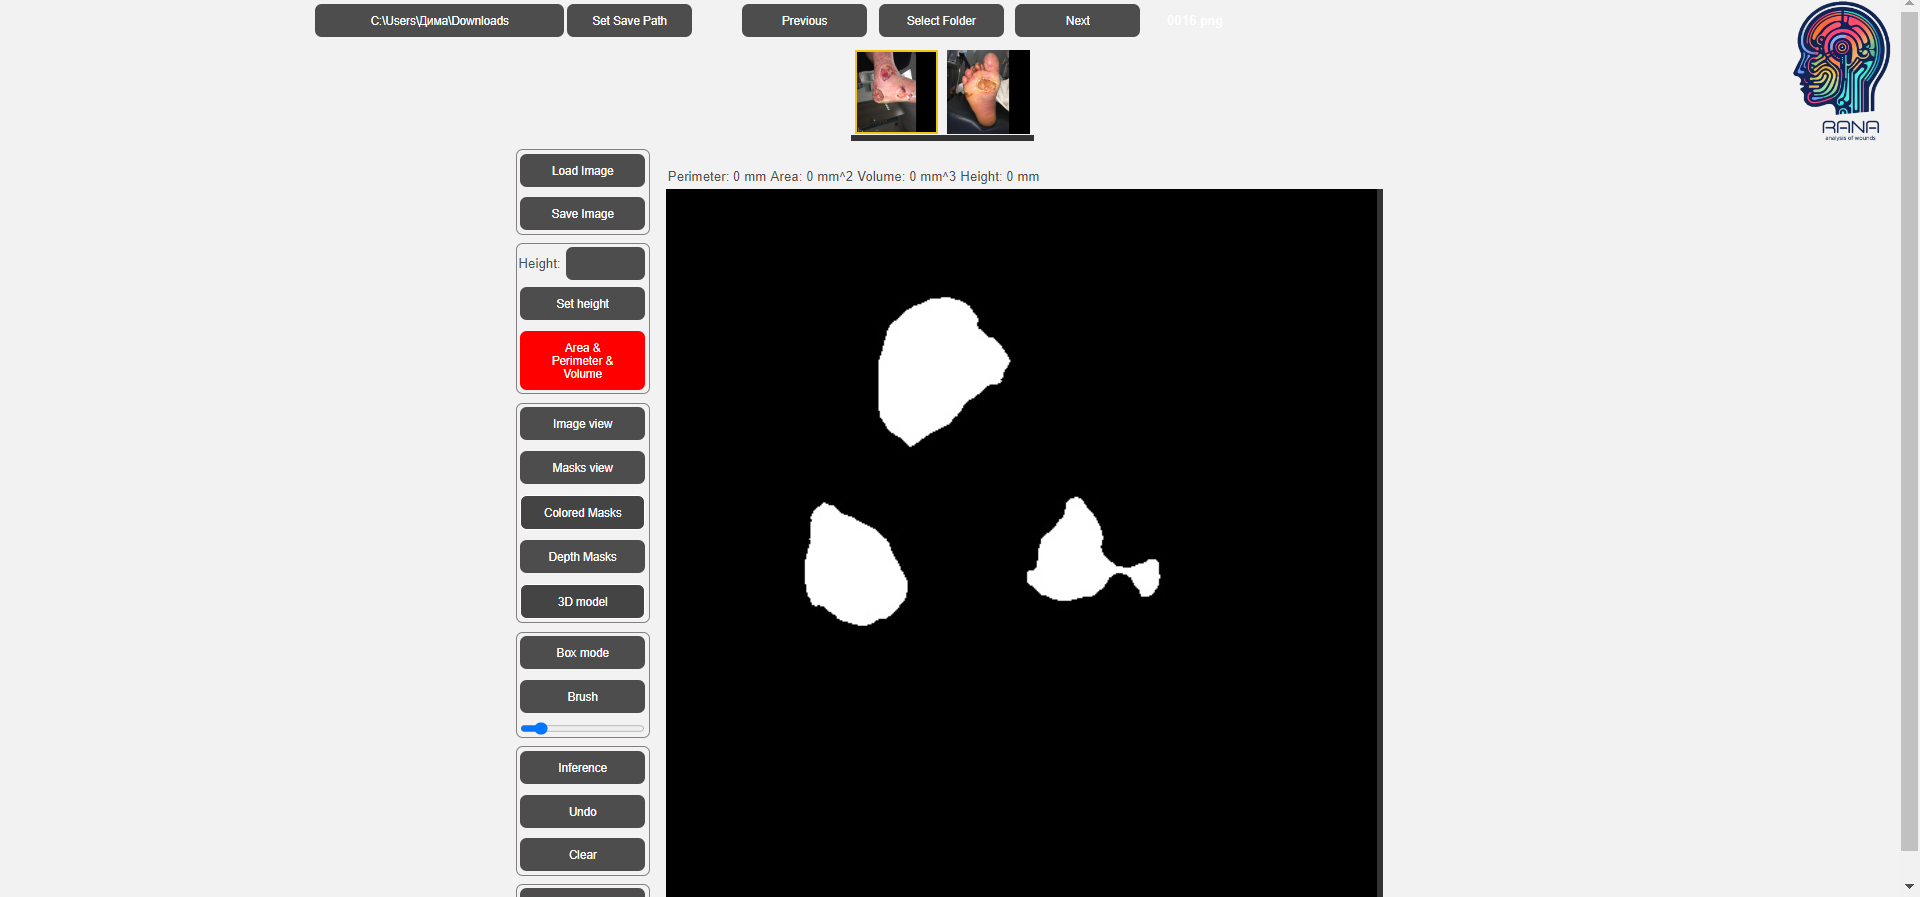 C:\Users\Дима\Downloads
Set Save Path
Previous
Select Folder
Next
0016.png
RANA
analysis of wounds
Load Image
Save Image
Perimeter: 0 mm Area: 0 mm^2 Volume: 0 mm^3 Height: 0 mm
Height:
Set height
Area &
Perimeter &
Volume
Image view
Masks view
Colored Masks
Depth Masks
3D model
Box mode
Brush
Inference
Undo
Clear